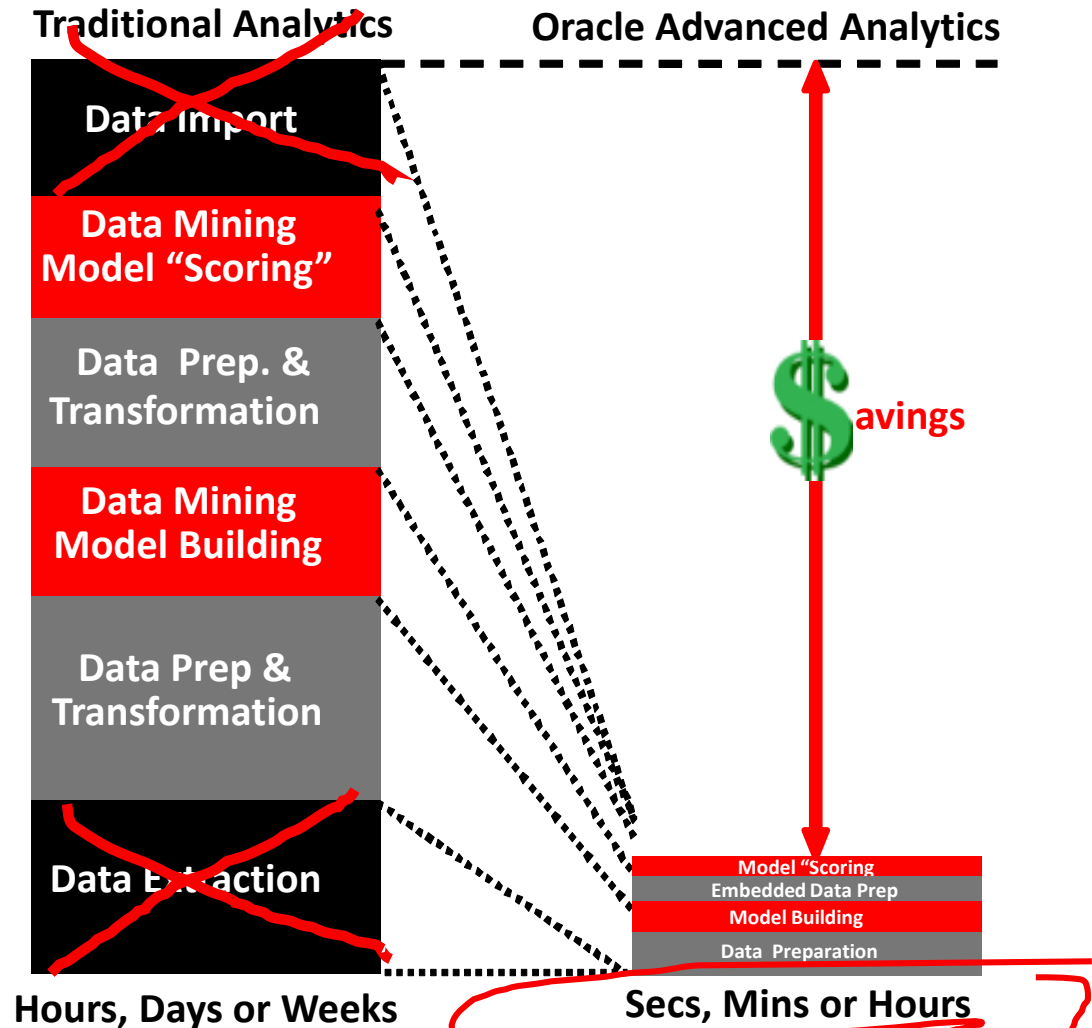 Traditional Analytics
Oracle Advanced Analytics
Data Import
Data Mining
Model “Scoring”
Data Prep. &
Transformation
Data Mining
Model Building
Data Prep &
Transformation
Data Extraction
Hours, Days or Weeks
$avings
Model “Scoring
Embedded Data Prep
Model Building
Data Preparation
Secs, Mins or Hours